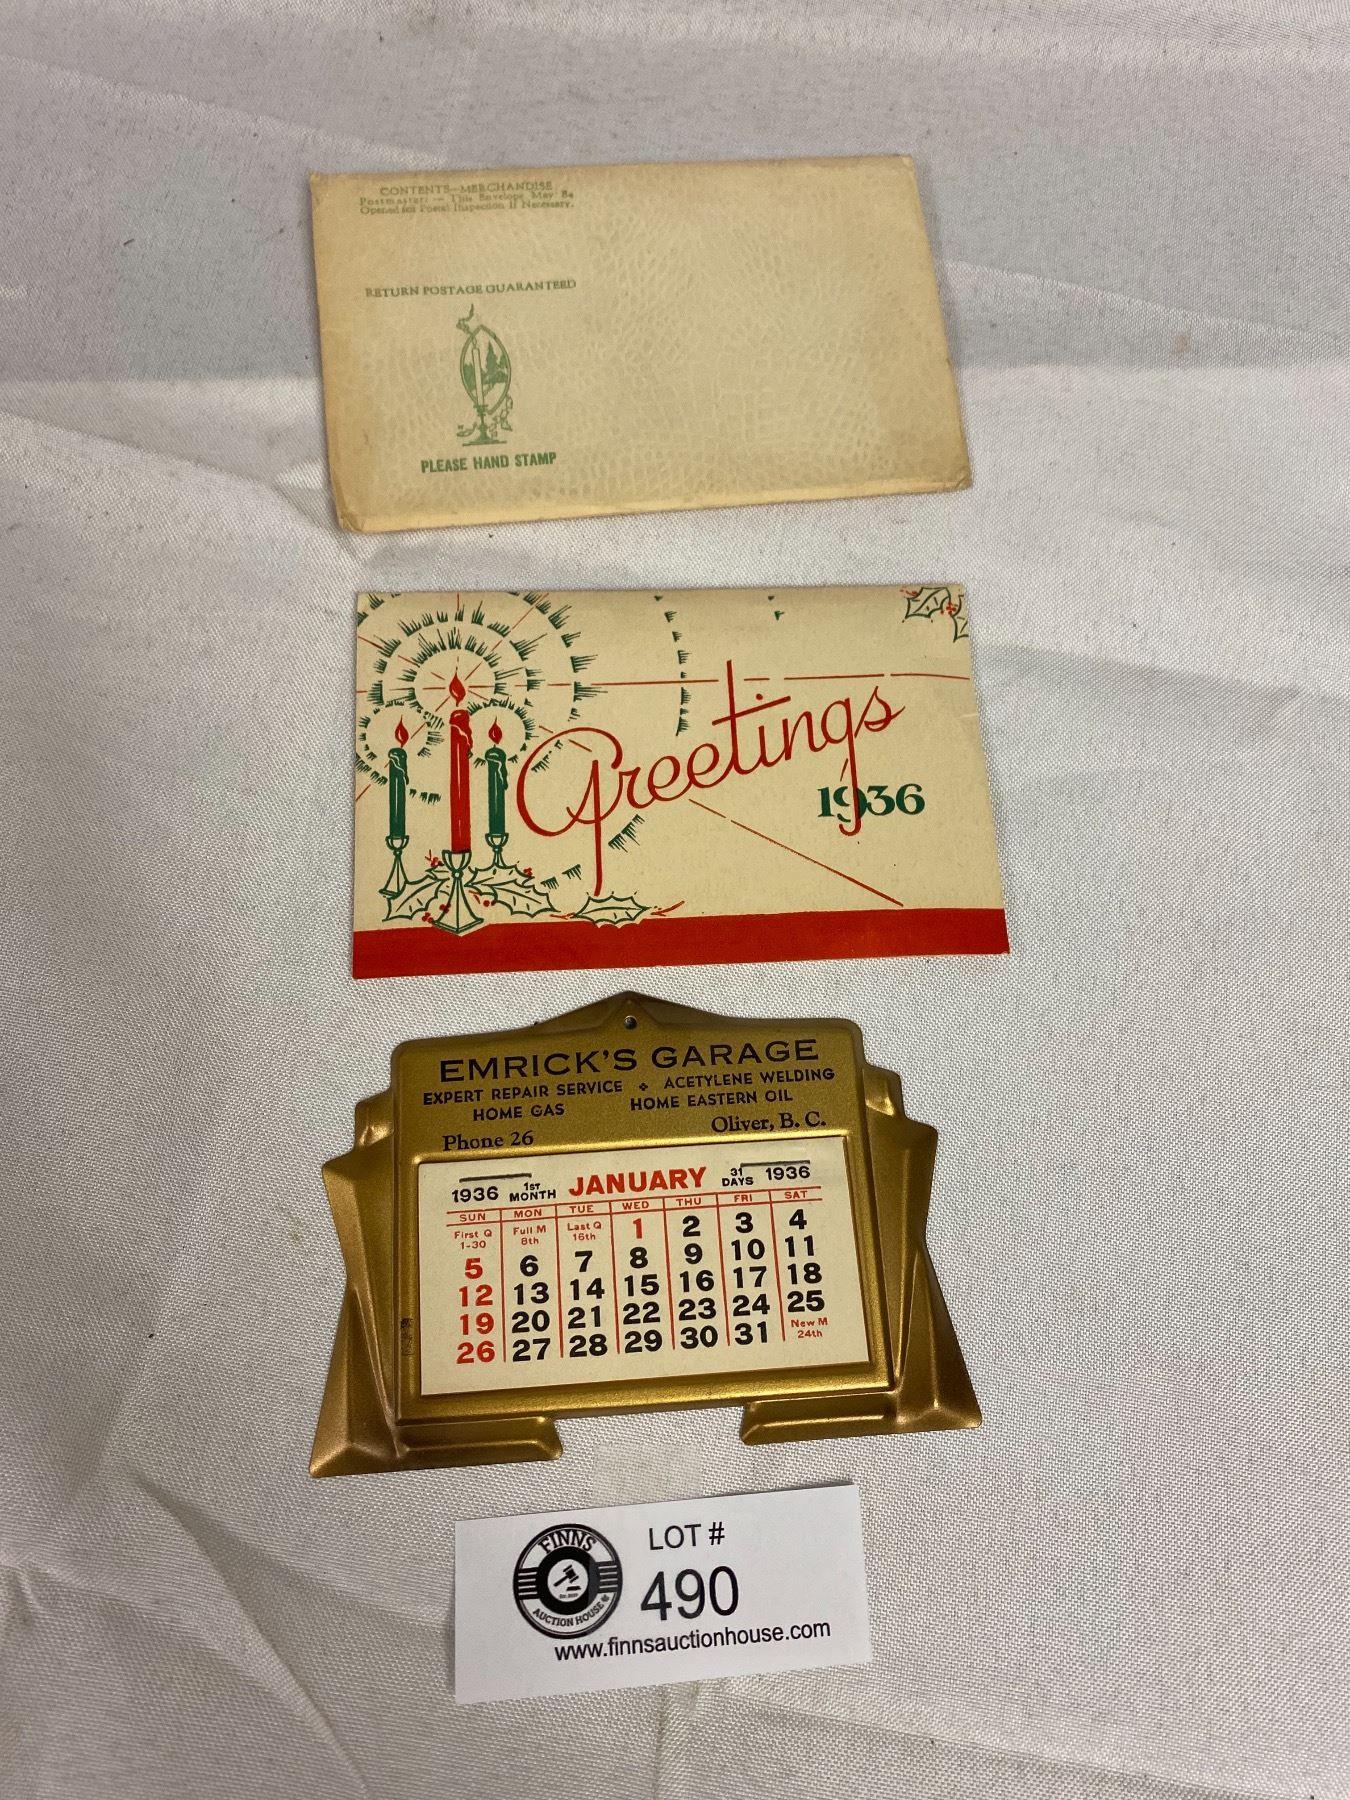 CONTENTS—MERCHANDISE
Postmaster: — This Envelope May Be
Opened for Postal Inspection If Necessary.
RETURN POSTAGE GUARANTEED
PLEASE HAND STAMP
Greetings
1936
EMRICK'S GARAGE
EXPERT REPAIR SERVICE ACETYLENE WELDING
HOME GAS HOME EASTERN OIL
Phone 26 Oliver, B. C.
1936 1ST MONTH JANUARY 31 DAYS 1936
SUN MON TUE WED THU FRI SAT
First Q 1-30 Full M 8th Last Q 16th 1 2 3 4
5 6 7 8 9 10 11
12 13 14 15 16 17 18
19 20 21 22 23 24 25
26 27 28 29 30 31 New M 24th
FINNS
AUCTION HOUSE
LOT #
490
www.finnsauctionhouse.com